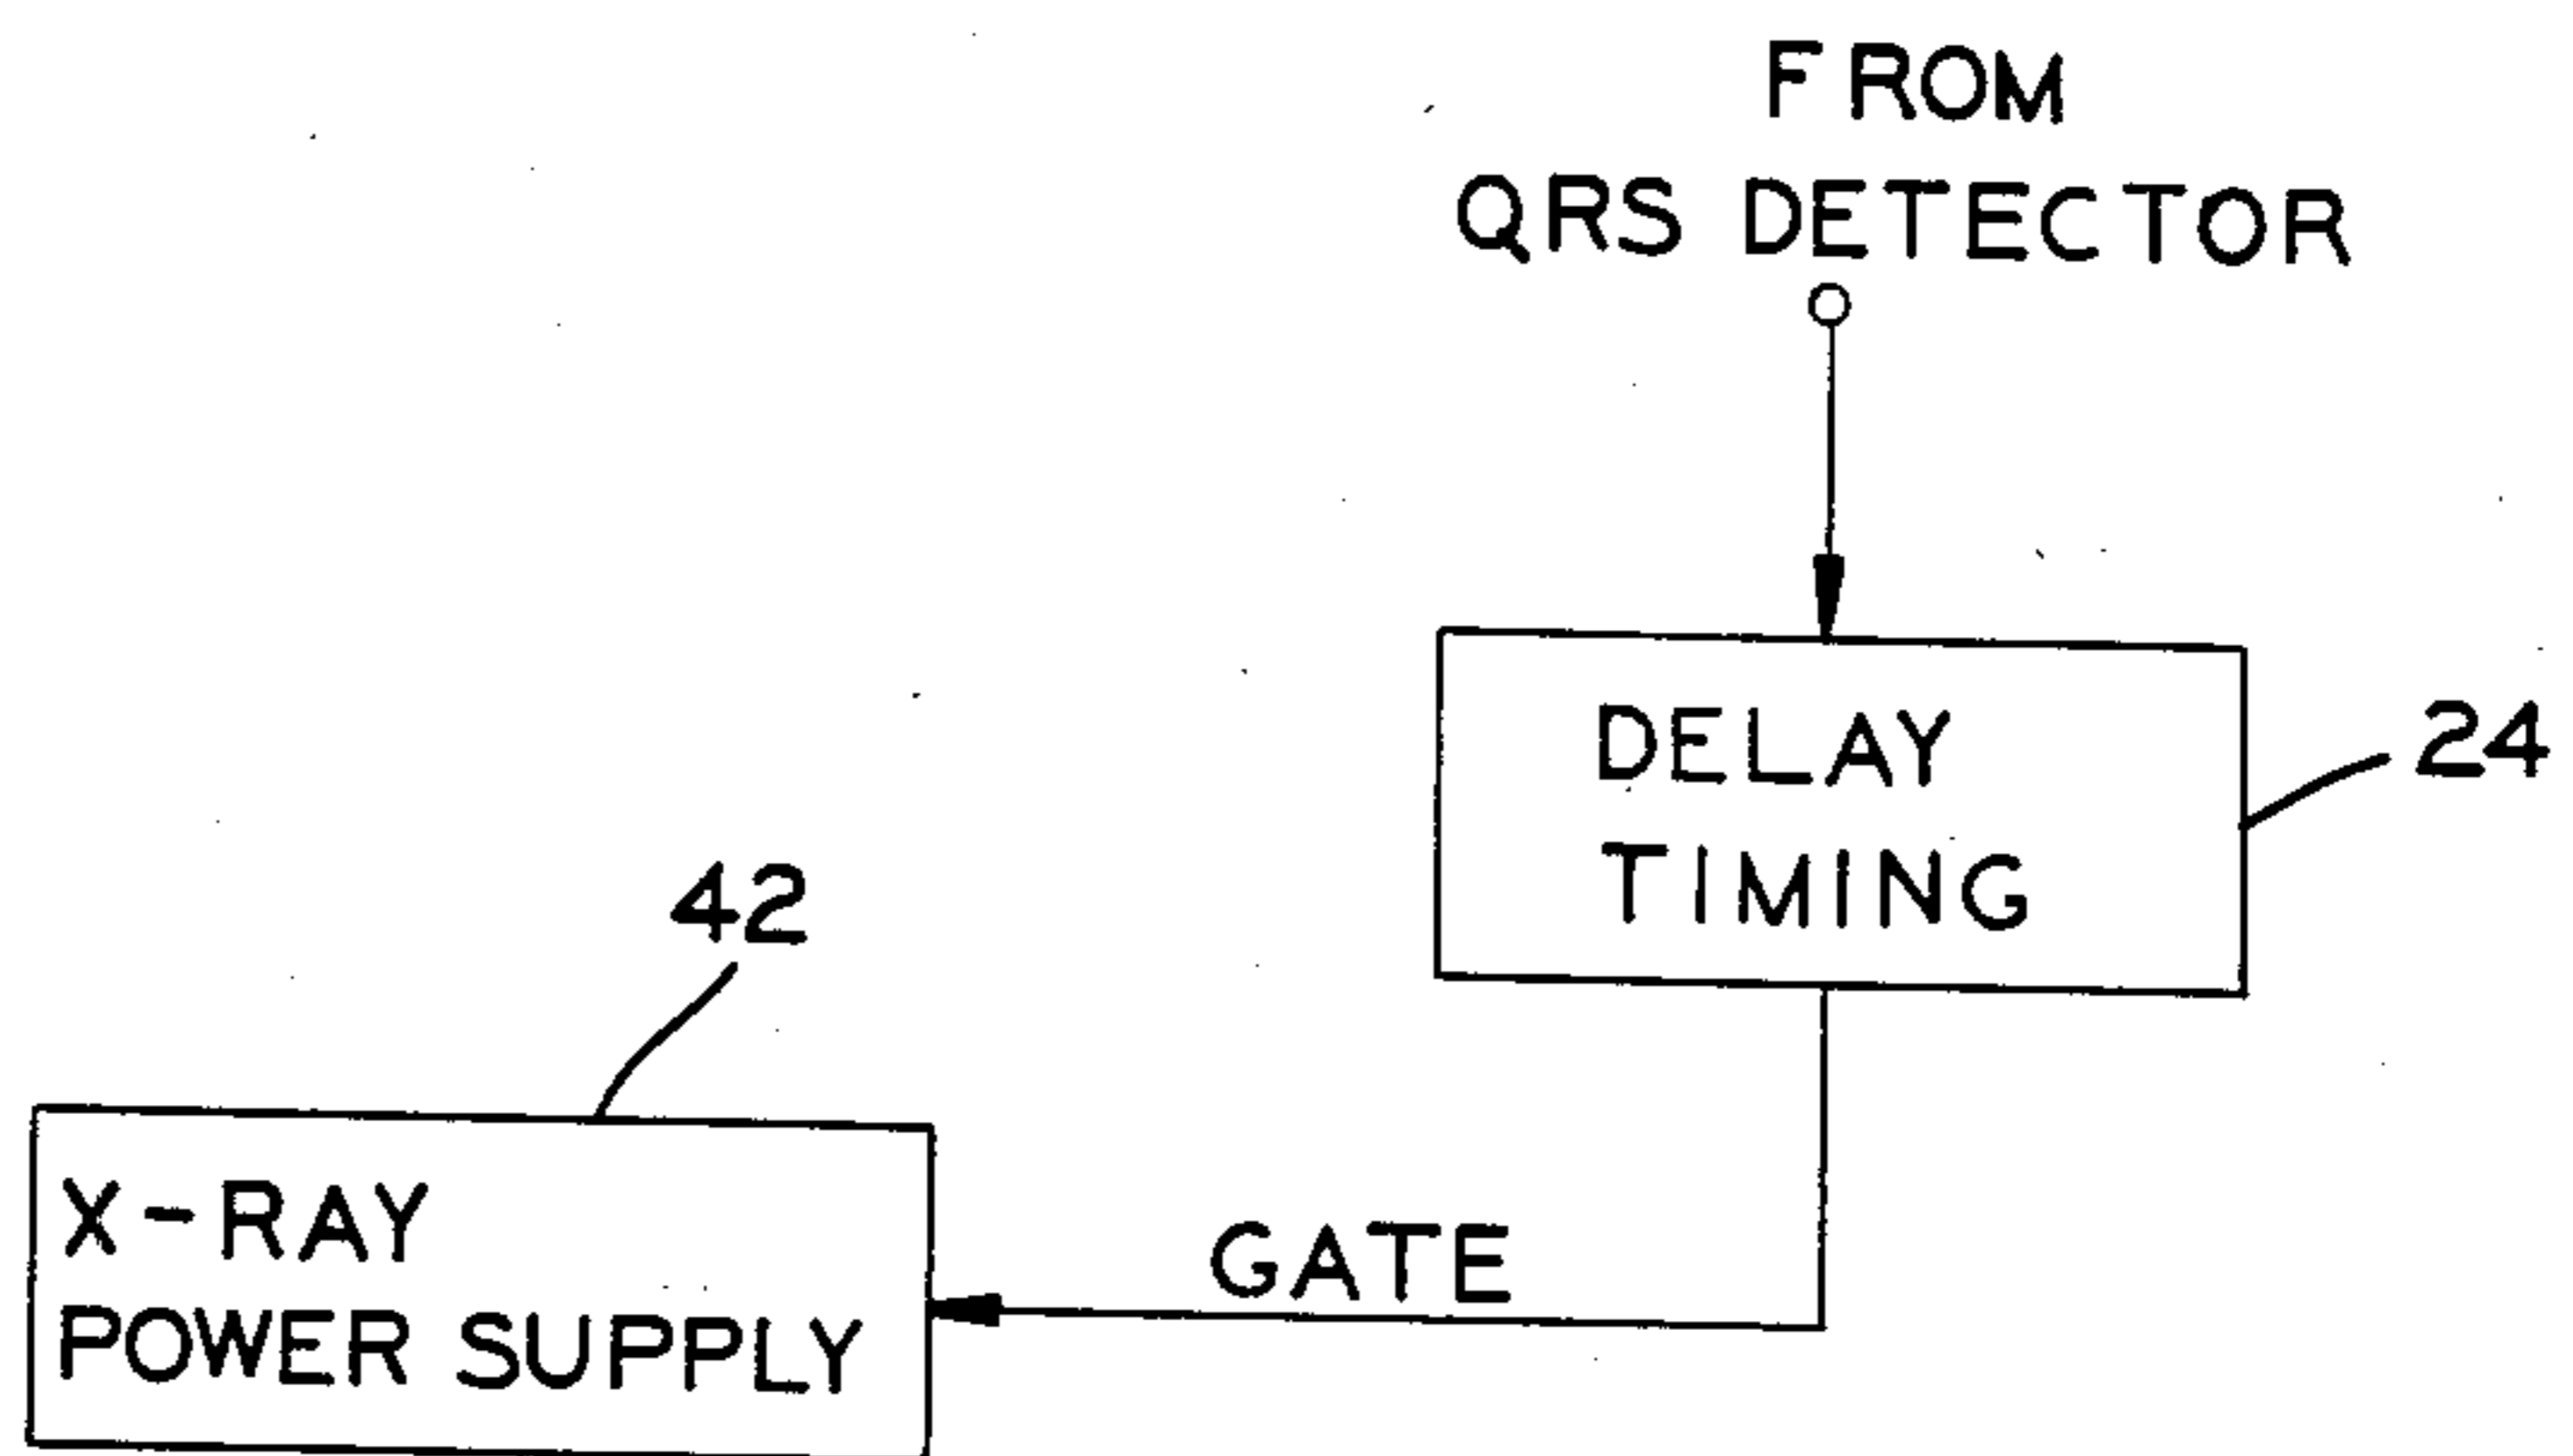 FROM
QRS DETECTOR
DELAY
TIMING
24
42
X-RAY
POWER SUPPLY
GATE